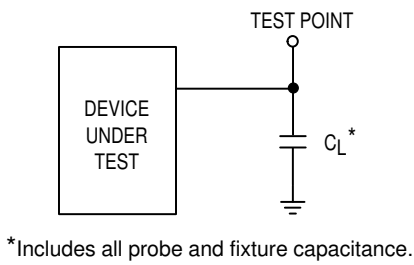 TEST POINT
DEVICE
UNDER
TEST
CL*
*Includes all probe and fixture capacitance.